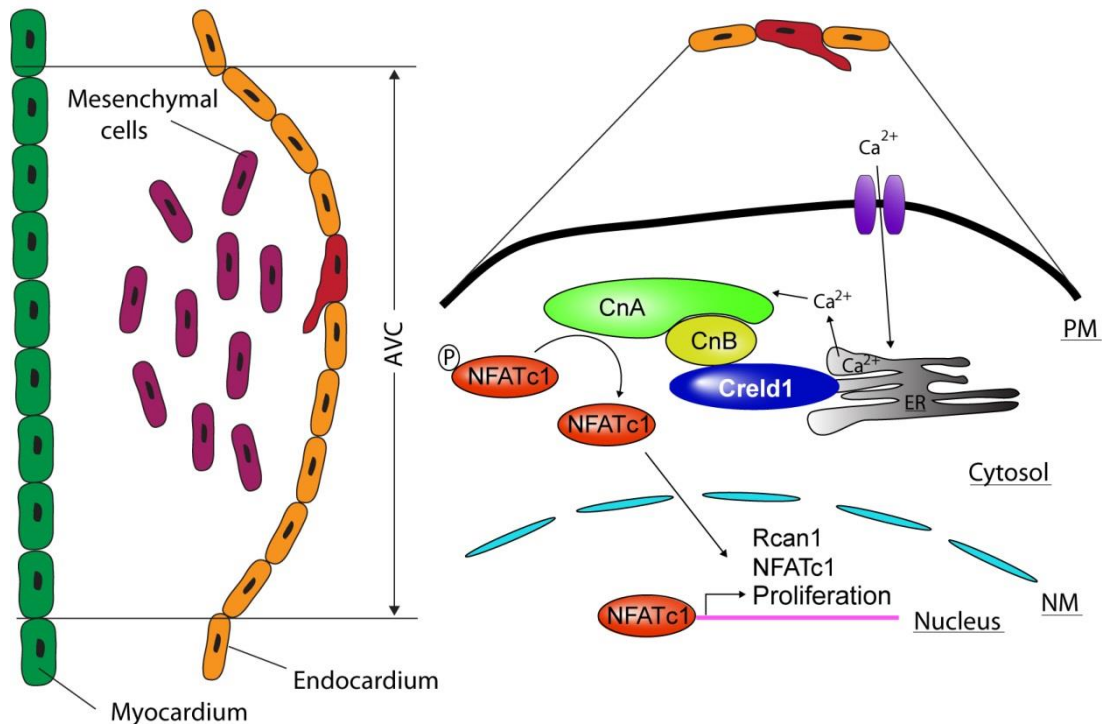 Mesenchymal
cells
AVC
Endocardium
Myocardium
Ca2+
PM
CnA
Ca2+
CnB
P
NFATc1
Ca2+
Creld1
ER
NFATc1
Cytosol
Rcan1
NFATc1
Proliferation
NM
NFATc1
Nucleus